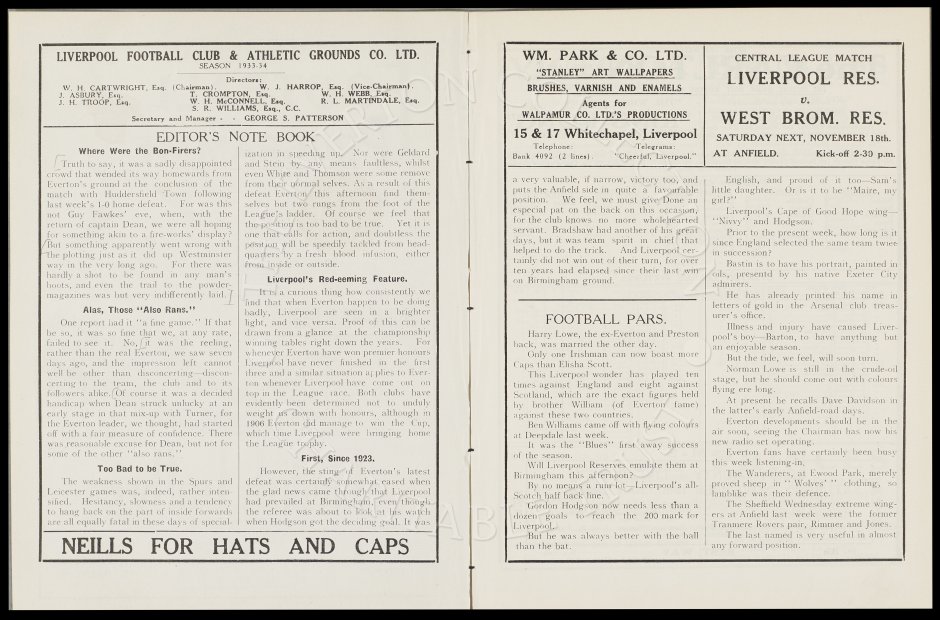 LIVERPOOL FOOTBALL CLUB & ATHLETIC GROUNDS CO. LTD.
SEASON 1933-34
Directors:
W. H. CARTWRIGHT, Esq. (Chairman). W. J. HARROP, Esq. (Vice-Chairman).
J. ASBURY, Esq. T. CROMPTON, Esq. W. H. WEBB, Esq.
J. H. TROOP, Esq. W. H. McCONNELL, Esq. R. L. MARTINDALE, Esq.
S. R. WILLIAMS, Esq., C.C.
Secretary and Manager - - GEORGE S. PATTERSON
EDITOR'S NOTE BOOK
Where Were the Bon-Firers?
Truth to say, it was a sadly disappointed
crowd that wended its way homewards from
Everton's ground at the conclusion of the
match with Huddersfield Town following
last week's 1-0 home defeat. For was this
not Guy Fawkes' eve, when, with the
return of captain Dean, we were all hoping
for something akin to a fire-works' display?
But something apparently went wrong with
the plotting just as it did up Westminster
way in the very long ago. For there was
hardly a shot to be found in any man's
boots, and even the trail to the powder-
magazines was but very indifferently laid.
Alas, Those "Also Rans."
One report had it "a fine game." If that
be so, it was so fine that we, at any rate,
failed to see it. No, it was the reeling,
rather than the real Everton, we saw seven
days ago, and the impression left cannot
well be other than disconcerting—discon-
certing to the team, the club and to its
followers alike. Of course it was a decided
handicap when Dean struck unlucky at an
early stage in that mix-up with Turner, for
the Everton leader, we thought, had started
off with a fair measure of confidence. There
was reasonable excuse for Dean, but not for
some of the other "also rans."
Too Bad to be True.
The weakness shown in the Spurs and
Leicester games was, indeed, rather inten-
sified. Hesitancy, slowness and a tendency
to hang back on the part of inside forwards
are all equally fatal in these days of special-
ization in speeding up. Nor were Geldard
and Stein by any means faultless, whilst
even White and Thomson were some remove
from their normal selves. As a result of this
defeat Everton this afternoon find them-
selves but two rungs from the foot of the
League's ladder. Of course we feel that
the position is too bad to be true. Yet it is
one that calls for action, and doubtless the
position will be speedily tackled from head-
quarters by a fresh blood infusion, either
from inside or outside.
Liverpool's Red-eeming Feature.
It is a curious thing how consistently we
find that when Everton happen to be doing
badly, Liverpool are seen in a brighter
light, and vice versa. Proof of this can be
drawn from a glance at the championship
winning tables right down the years. For
whenever Everton have won premier honours
Liverpool have never finished in the first
three and a similar situation applies to Ever-
ton whenever Liverpool have come out on
top in the League race. Both clubs have
evidently been determined not to unduly
weight us down with honours, although in
1906 Everton did manage to win the Cup,
which time Liverpool were bringing home
the League trophy.
First, Since 1923.
However, the sting of Everton's latest
defeat was certainly somewhat eased when
the glad news came through that Liverpool
had prevailed at Birmingham, even though
the referee was about to look at his watch
when Hodgson got the deciding goal. It was
NEILLS FOR HATS AND CAPS
WM. PARK & CO. LTD.
"STANLEY" ART WALLPAPERS
BRUSHES, VARNISH AND ENAMELS
Agents for
WALPAMUR CO. LTD.'S PRODUCTIONS
15 & 17 Whitechapel, Liverpool
Telephone: Telegrams:
Bank 4092 (2 lines). "Cheerful, Liverpool."
CENTRAL LEAGUE MATCH
LIVERPOOL RES.
v.
WEST BROM. RES.
SATURDAY NEXT, NOVEMBER 18th.
AT ANFIELD. Kick-off 2-30 p.m.
a very valuable, if narrow, victory too, and
puts the Anfield side in quite a favourable
position. We feel, we must give Done an
especial pat on the back on this occasion,
for the club knows no more wholehearted
servant. Bradshaw had another of his great
days, but it was team spirit in chief that
helped to do the trick. And Liverpool cer-
tainly did not win out of their turn, for over
ten years had elapsed since their last win
on Birmingham ground.
FOOTBALL PARS.
Harry Lowe, the ex-Everton and Preston
back, was married the other day.
Only one Irishman can now boast more
Caps than Elisha Scott.
This Liverpool wonder has played ten
times against England and eight against
Scotland, which are the exact figures held
by brother William (of Everton fame)
against these two countries.
Ben Williams came off with flying colours
at Deepdale last week.
It was the "Blues" first away success
of the season.
Will Liverpool Reserves emulate them at
Birmingham this afternoon?
By no means a rum lot—Liverpool's all-
Scotch half back line.
Gordon Hodgson now needs less than a
dozen goals to reach the 200 mark for
Liverpool.
But he was always better with the ball
than the bat.
English, and proud of it too—Sam's
little daughter. Or is it to be "Maire, my
girl?"
Liverpool's Cape of Good Hope wing—
"Nivvy" and Hodgson.
Prior to the present week, how long is it
since England selected the same team twice
in succession?
Bastin is to have his portrait, painted in
oils, presented by his native Exeter City
admirers.
He has already printed his name in
letters of gold in the Arsenal club treas-
urer's office.
Illness and injury have caused Liver-
pool's boy—Barton, to have anything but
an enjoyable season.
But the tide, we feel, will soon turn.
Norman Lowe is still in the crude-oil
stage, but he should come out with colours
flying ere long.
At present he recalls Dave Davidson in
the latter's early Anfield-road days.
Everton developments should be in the
air soon, seeing the Chairman has now his
new radio set operating.
Everton fans have certainly been busy
this week listening-in.
The Wanderers, at Ewood Park, merely
proved sheep in "Wolves'" clothing, so
lamblike was their defence.
The Sheffield Wednesday extreme wing-
ers at Anfield last week were the former
Tranmere Rovers pair, Rimmer and Jones.
The last named is very useful in almost
any forward position.